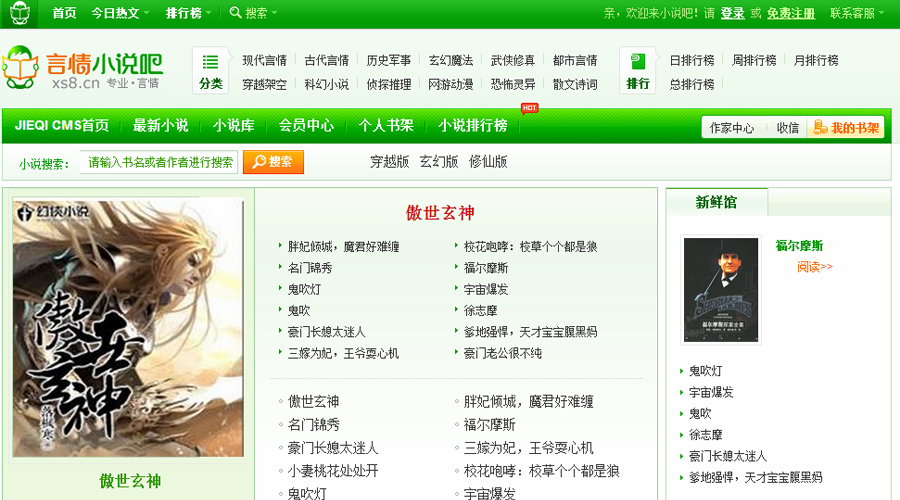 首页 今日热文 排行榜 搜索 亲，欢迎来小说吧！请 登录 或 免费注册 联系客服
言情小说吧
xs8.cn 专业·言情
分类
现代言情 古代言情 历史军事 玄幻魔法 武侠修真 都市言情
穿越架空 科幻小说 侦探推理 网游动漫 恐怖灵异 散文诗词
排行
日排行榜 周排行榜 月排行榜
总排行榜
HOT
JIEQI CMS首页 最新小说 小说库 会员中心 个人书架 小说排行榜 作家中心 收信 我的书架
小说搜索： 请输入书名或者作者进行搜索 搜索 穿越版 玄幻版 修仙版
幻侠小说
傲世玄神
落枫寒
傲世玄神
傲世玄神
胖妃倾城，魔君好难缠 校花咆哮：校草个个都是狼
名门锦秀 福尔摩斯
鬼吹灯 宇宙爆发
鬼吹 徐志摩
豪门长媳太迷人 爹地强悍，天才宝宝腹黑妈
三嫁为妃，王爷耍心机 豪门老公很不纯
傲世玄神 胖妃倾城，魔君好难缠
名门锦秀 福尔摩斯
豪门长媳太迷人 三嫁为妃，王爷耍心机
小妻桃花处处开 校花咆哮：校草个个都是狼
鬼吹灯 宇宙爆发
新鲜馆
福尔摩斯探案全集
福尔摩斯
阅读>>
鬼吹灯
宇宙爆发
鬼吹
徐志摩
豪门长媳太迷人
爹地强悍，天才宝宝腹黑妈